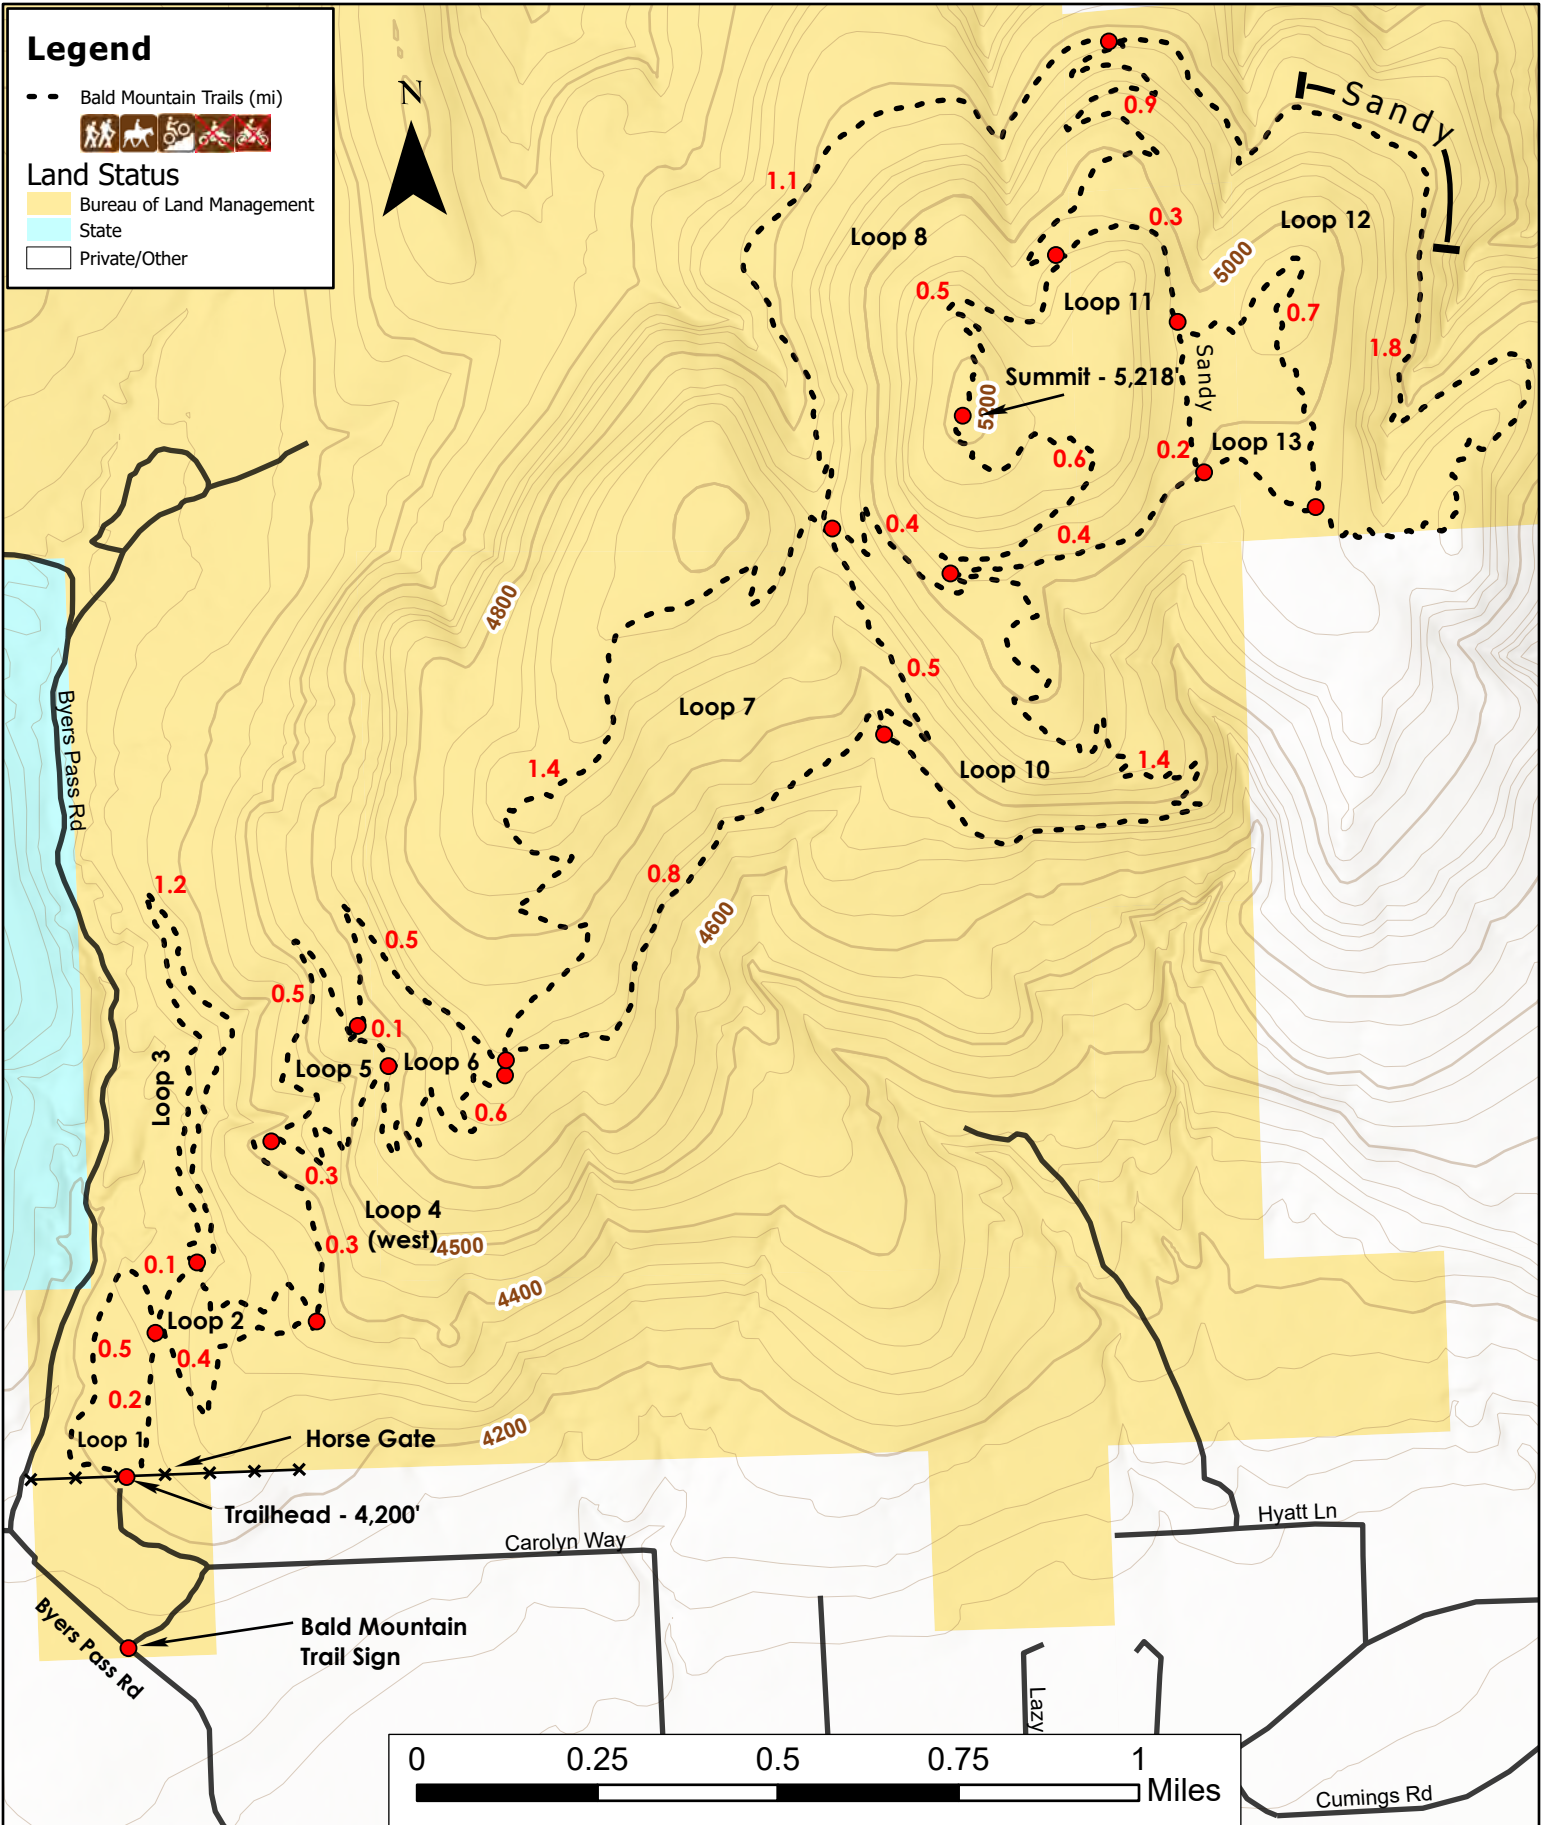 Legend
Bald Mountain Trails (mi)
Land Status
Bureau of Land Management
State
Private/Other
N
Sandy
0.9
1.1
0.3
Loop 12
Loop 8
5000
0.5
Loop 11
0.7
1.8
Sandy
Summit - 5,218'
5200
Loop 13
0.2
0.6
0.4
0.4
4800
0.5
Byers Pass Rd
Loop 7
1.4
Loop 10
1.4
0.8
1.2
4600
0.5
0.5
0.1
Loop 3
Loop 5
Loop 6
0.6
0.3
Loop 4
(west)
0.3
4500
0.1
4400
Loop 2
0.5
0.4
0.2
4200
Loop 1
Horse Gate
Trailhead - 4,200'
Hyatt Ln
Carolyn Way
Byers Pass Rd
Bald Mountain
Trail Sign
Lazy
0 0.25 0.5 0.75 1
Miles
Cumings Rd